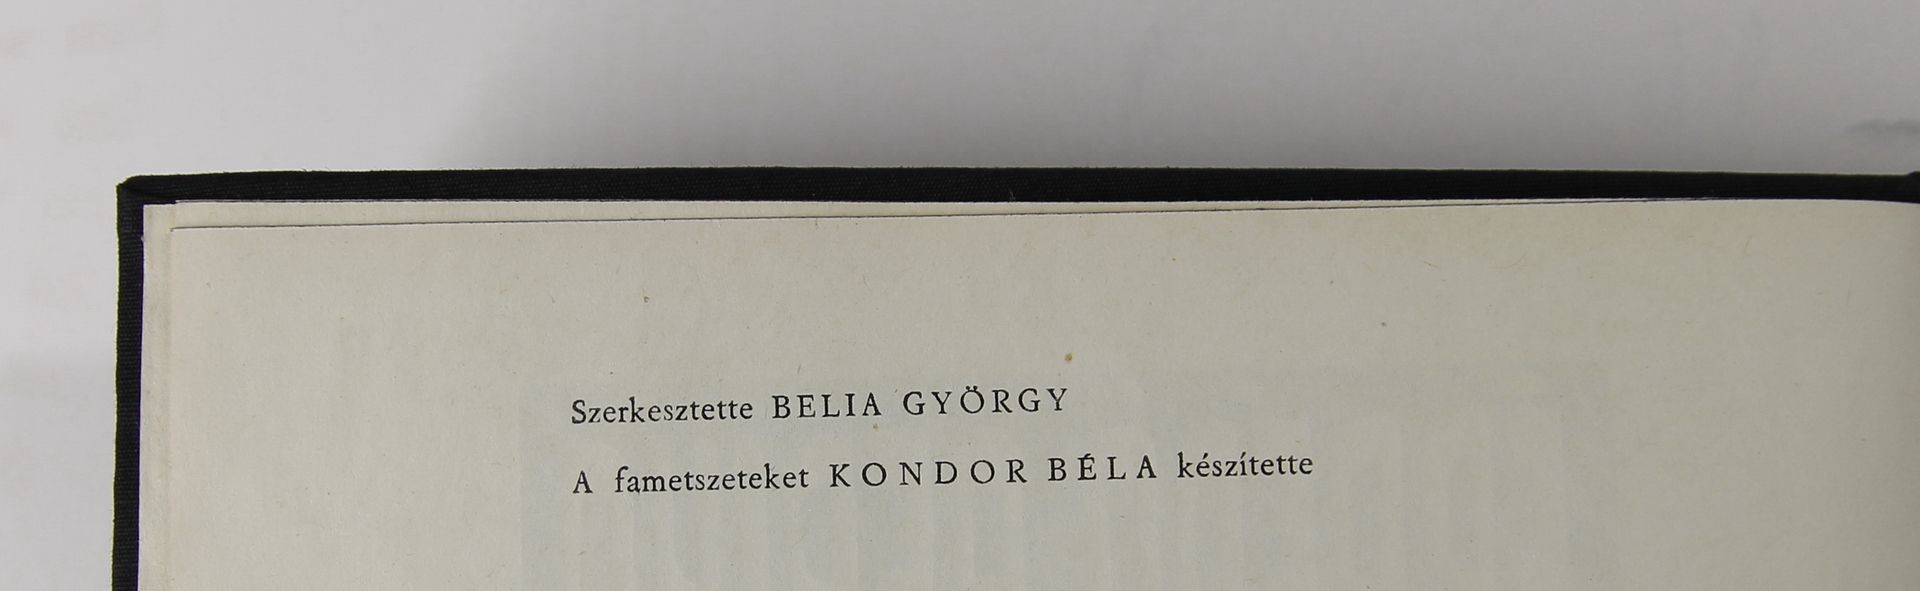 Szerkesztette BELIA GYÖRGY
A fametszeteket KONDOR BÉLA készítette